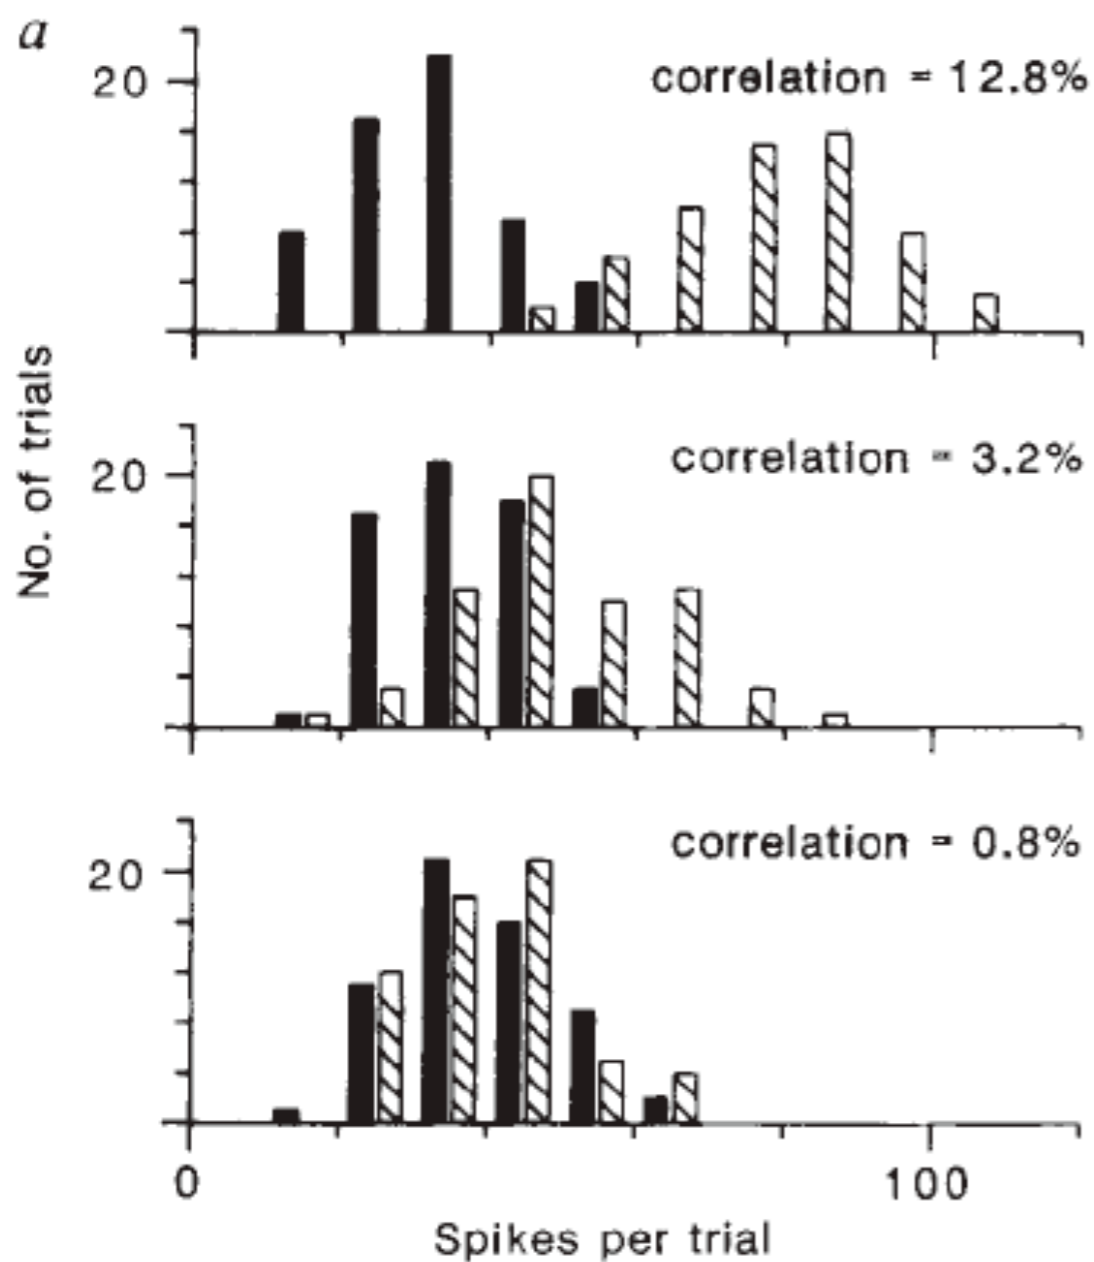 a
20
correlation = 12.8%
No. of trials
20
correlation = 3.2%
20
correlation = 0.8%
0
100
Spikes per trial